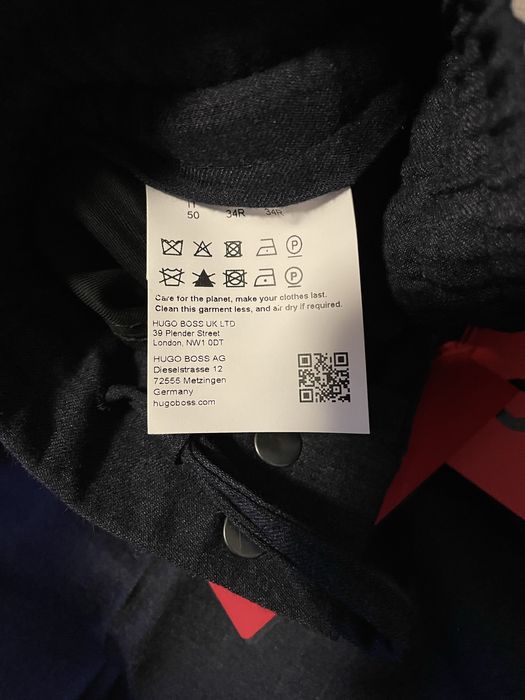 IT
50 34R 34R
P
P
Care for the planet, make your clothes last.
Clean this garment less, and air dry if required.
HUGO BOSS UK LTD
39 Plender Street
London, NW1 0DT
HUGO BOSS AG
Dieselstrasse 12
72555 Metzingen
Germany
hugoboss.com